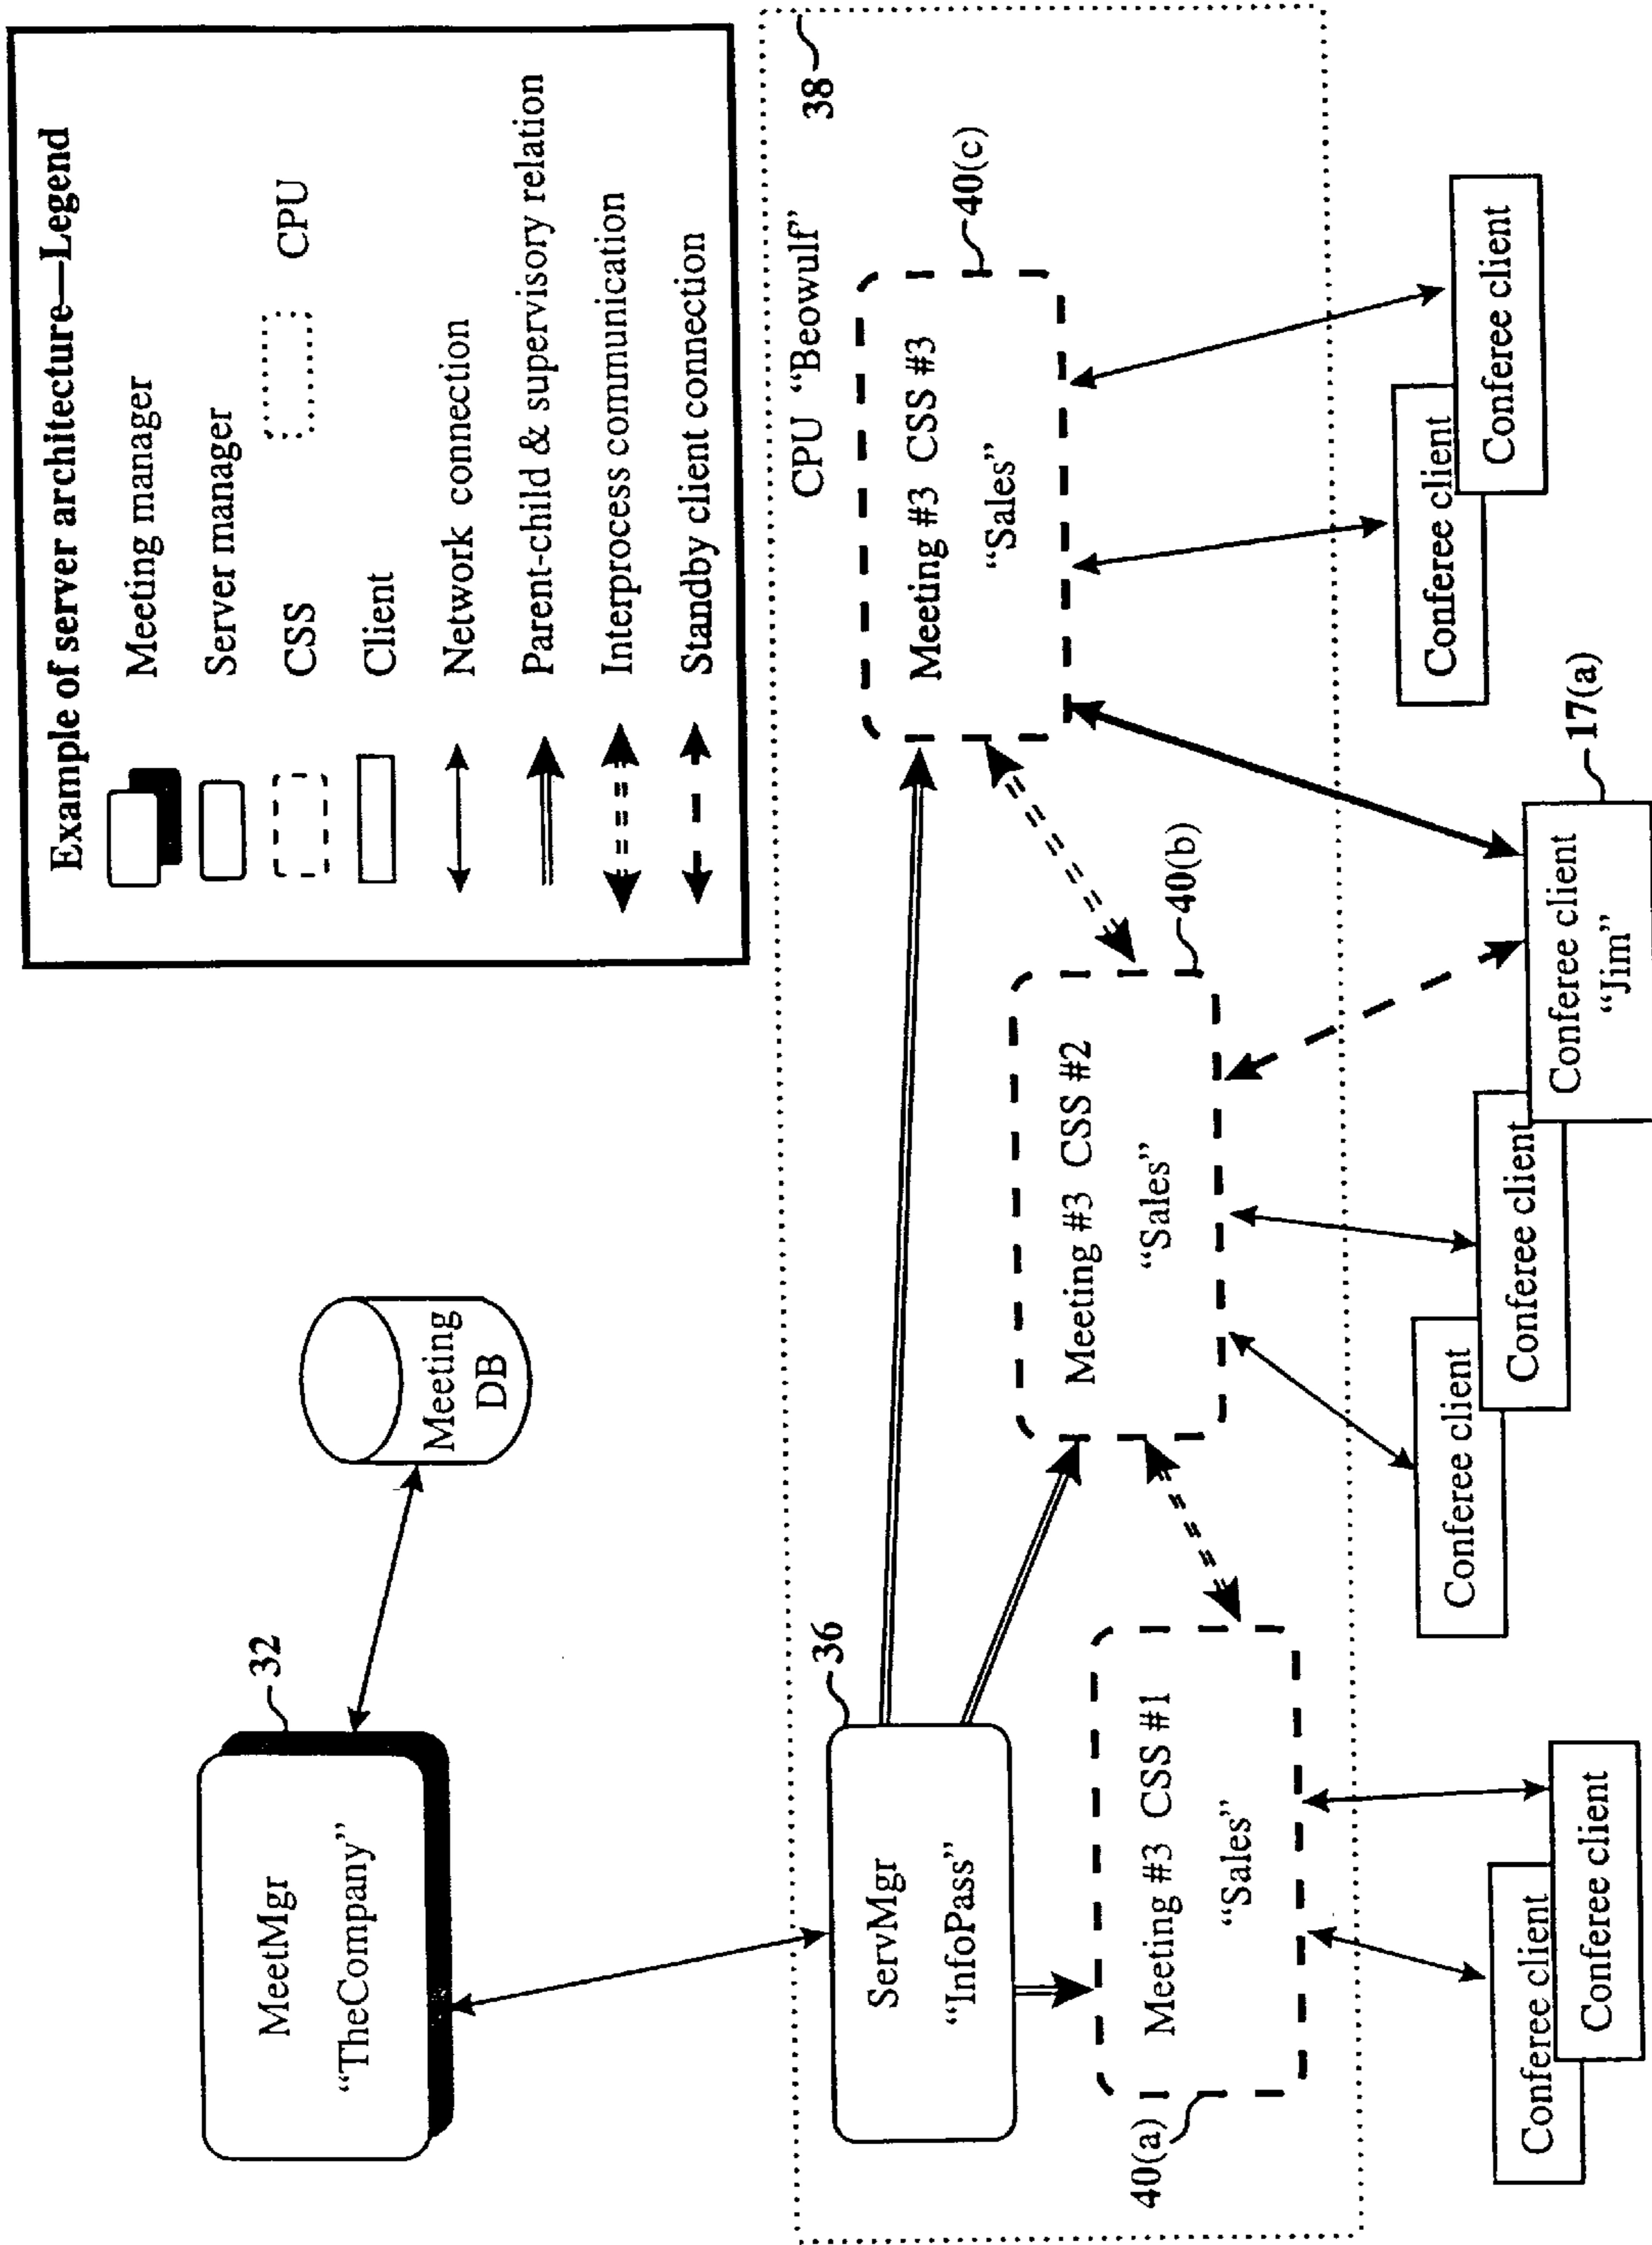 Example of server architecture—Legend
Meeting manager
Server manager
CSS
CPU
Client
Network connection
Parent-child & supervisory relation
Interprocess communication
Standby client connection
MeetMgr
“TheCompany”
32
Meeting
DB
CPU “Beowulf”
38
ServMgr
“InfoPass”
36
Meeting #3 CSS #1
“Sales”
40(a)
Meeting #3 CSS #2
“Sales”
40(b)
Meeting #3 CSS #3
“Sales”
40(c)
Conferee client
Conferee client
Conferee client
Conferee client
Conferee client
“Jim”
17(a)
Conferee client
Conferee client